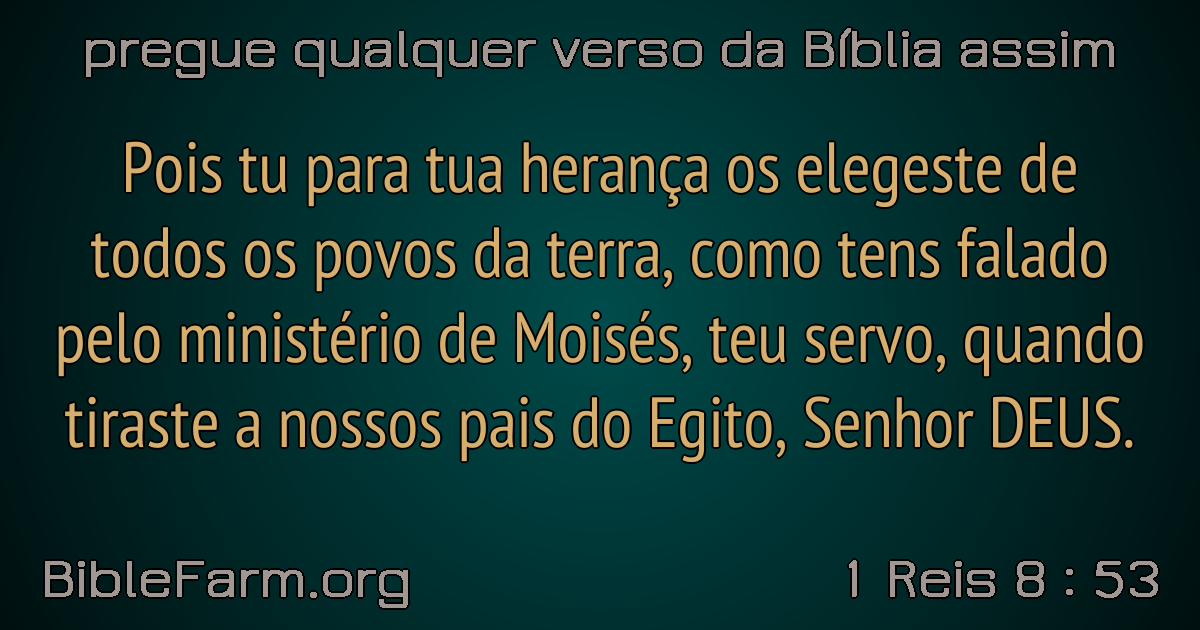 pregue qualquer verso da Bíblia assim
Pois tu para tua herança os elegeste de
todos os povos da terra, como tens falado
pelo ministério de Moisés, teu servo, quando
tiraste a nossos pais do Egito, Senhor DEUS.
BibleFarm.org
1 Reis 8 : 53